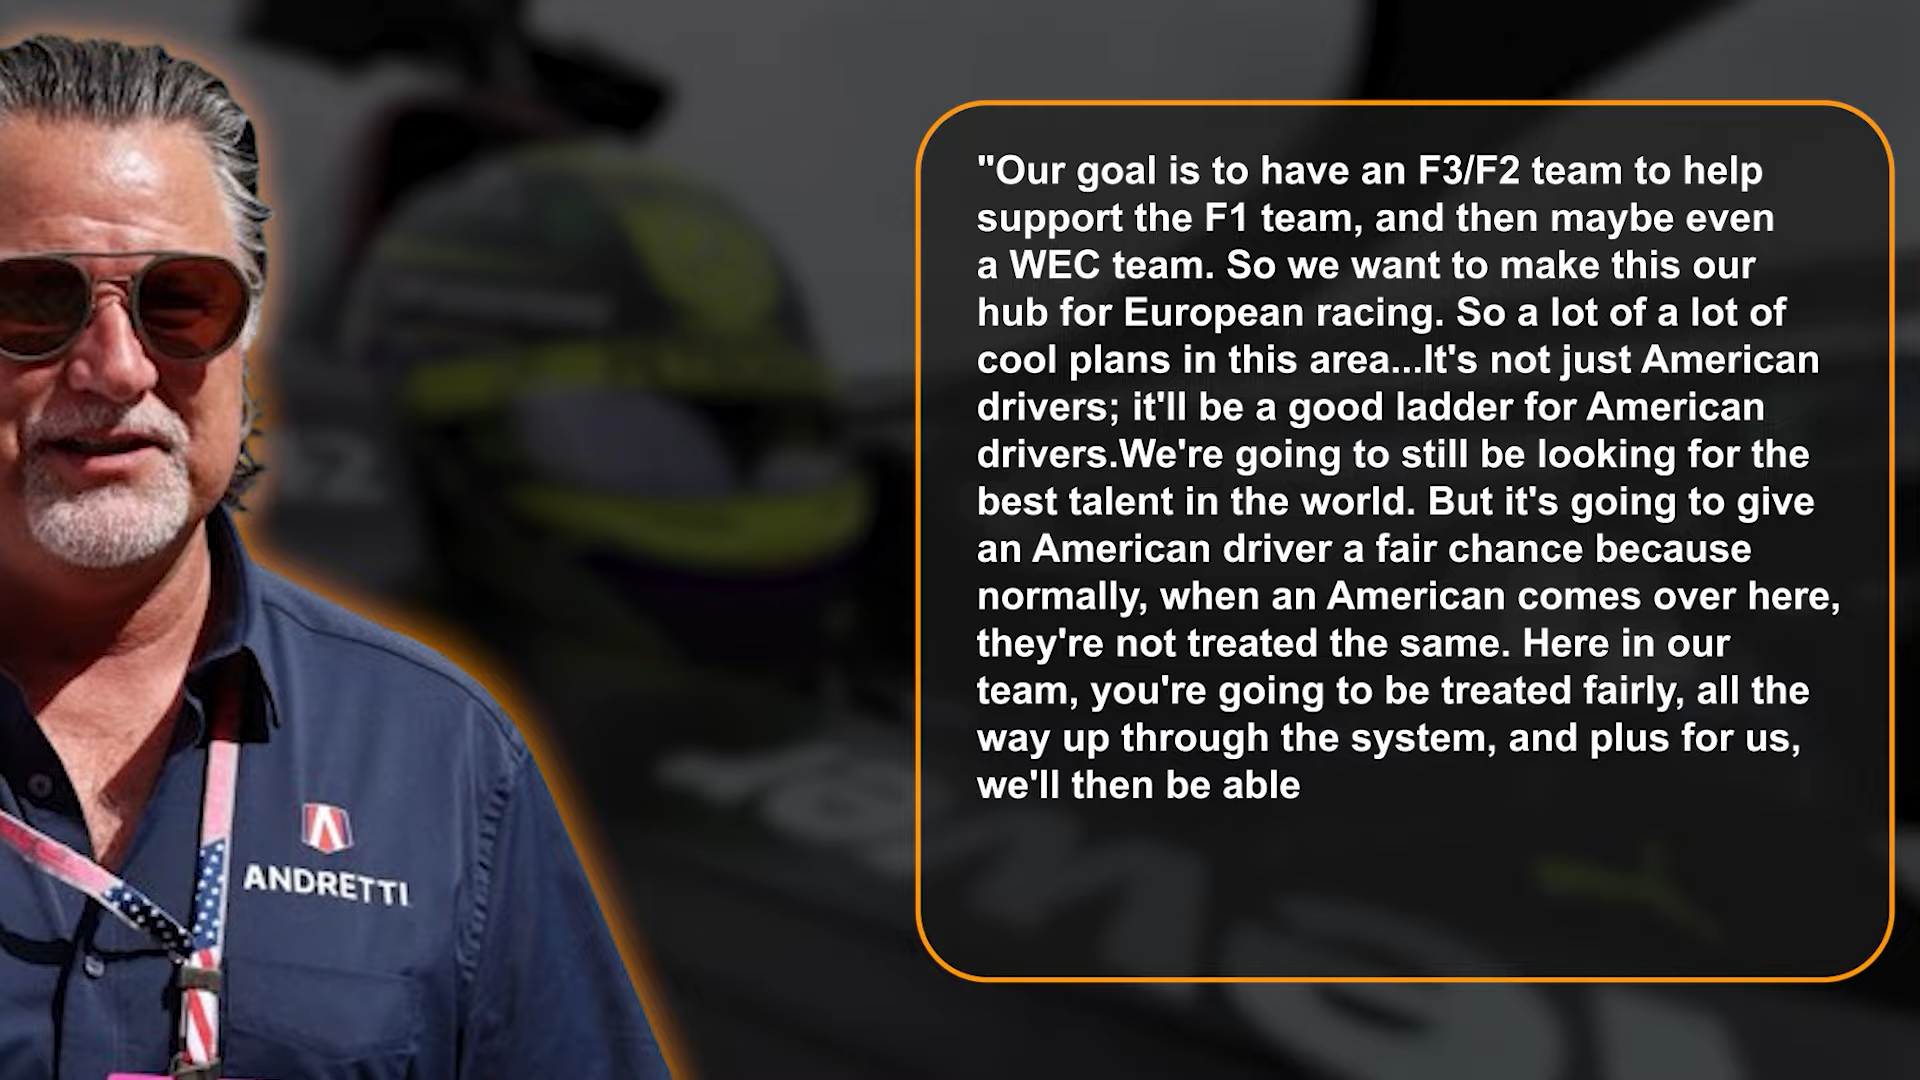 "Our goal is to have an F3/F2 team to help
support the F1 team, and then maybe even
a WEC team. So we want to make this our
hub for European racing. So a lot of a lot of
cool plans in this area...It's not just American
drivers; it'll be a good ladder for American
drivers.We're going to still be looking for the
best talent in the world. But it's going to give
an American driver a fair chance because
normally, when an American comes over here,
they're not treated the same. Here in our
team, you're going to be treated fairly, all the
way up through the system, and plus for us,
we'll then be able
ANDRETTI